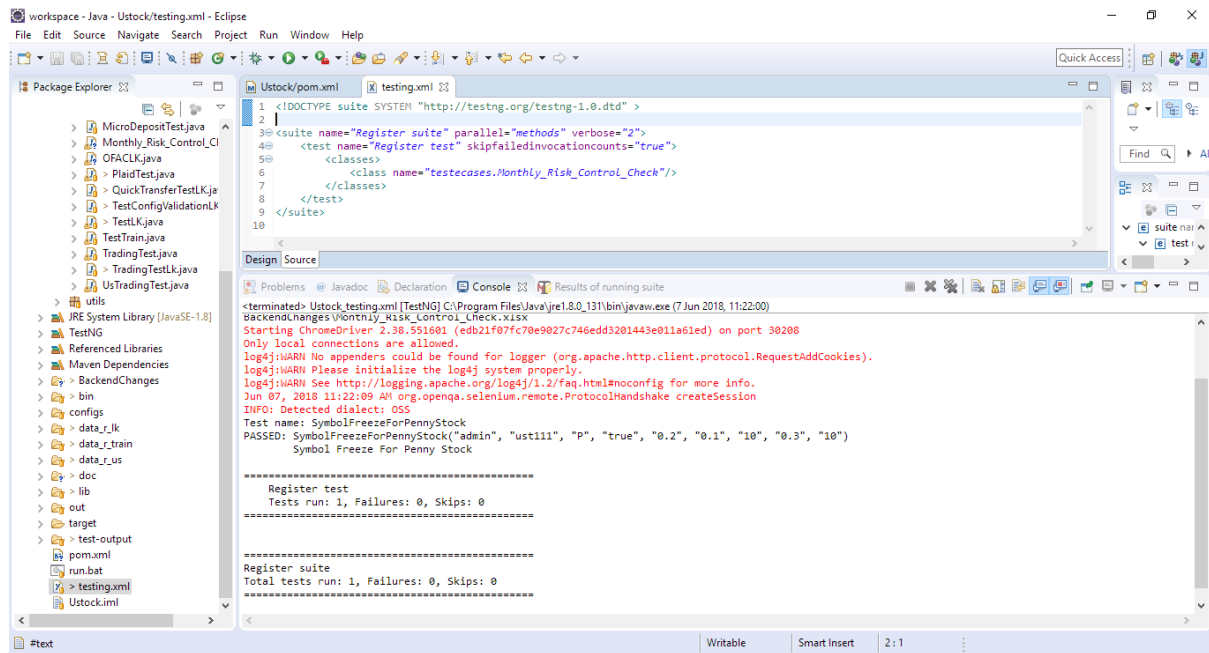 workspace - Java - Ustock/testing.xml - Eclipse
File Edit Source Navigate Search Project Run Window Help
Quick Access
Package Explorer
MicroDepositTest.java
Monthly_Risk_Control_Cl
OFACLK.java
> PlaidTest.java
> QuickTransferTestLK.ja
> TestConfigValidationLK
> TestLK.java
TestTrain.java
TradingTest.java
> TradingTestLk.java
> UsTradingTest.java
utils
JRE System Library [JavaSE-1.8]
TestNG
Referenced Libraries
Maven Dependencies
> BackendChanges
> bin
configs
> data_r_lk
> data_r_train
> data_r_us
> doc
> lib
out
target
> test-output
pom.xml
run.bat
> testing.xml
Ustock.iml
Ustock/pom.xml
testing.xml
1 <!DOCTYPE suite SYSTEM "http://testng.org/testng-1.0.dtd" >
2
3 <suite name="Register suite" parallel="methods" verbose="2">
4 <test name="Register test" skipfailedinvocationcounts="true">
5 <classes>
6 <class name="testecases.Monthly_Risk_Control_Check"/>
7 </classes>
8 </test>
9 </suite>
10
Design Source
Find
Al
suite nar
test r
Problems @ Javadoc Declaration Console Results of running suite
<terminated> Ustock_testing.xml [TestNG] C:\Program Files\Java\jre1.8.0_131\bin\javaw.exe (7 Jun 2018, 11:22:00)
BackendChanges\Monthly_Risk_Control_Check.xlsx
Starting ChromeDriver 2.38.551601 (edb21f07fc70e9027c746edd3201443e011a61ed) on port 30208
Only local connections are allowed.
log4j:WARN No appenders could be found for logger (org.apache.http.client.protocol.RequestAddCookies).
log4j:WARN Please initialize the log4j system properly.
log4j:WARN See http://logging.apache.org/log4j/1.2/faq.html#noconfig for more info.
Jun 07, 2018 11:22:09 AM org.openqa.selenium.remote.ProtocolHandshake createSession
INFO: Detected dialect: OSS
Test name: SymbolFreezeForPennyStock
PASSED: SymbolFreezeForPennyStock("admin", "ust111", "P", "true", "0.2", "0.1", "10", "0.3", "10")
Symbol Freeze For Penny Stock
===============================================
Register test
Tests run: 1, Failures: 0, Skips: 0
===============================================
===============================================
Register suite
Total tests run: 1, Failures: 0, Skips: 0
===============================================
#text
Writable
Smart Insert
2 : 1